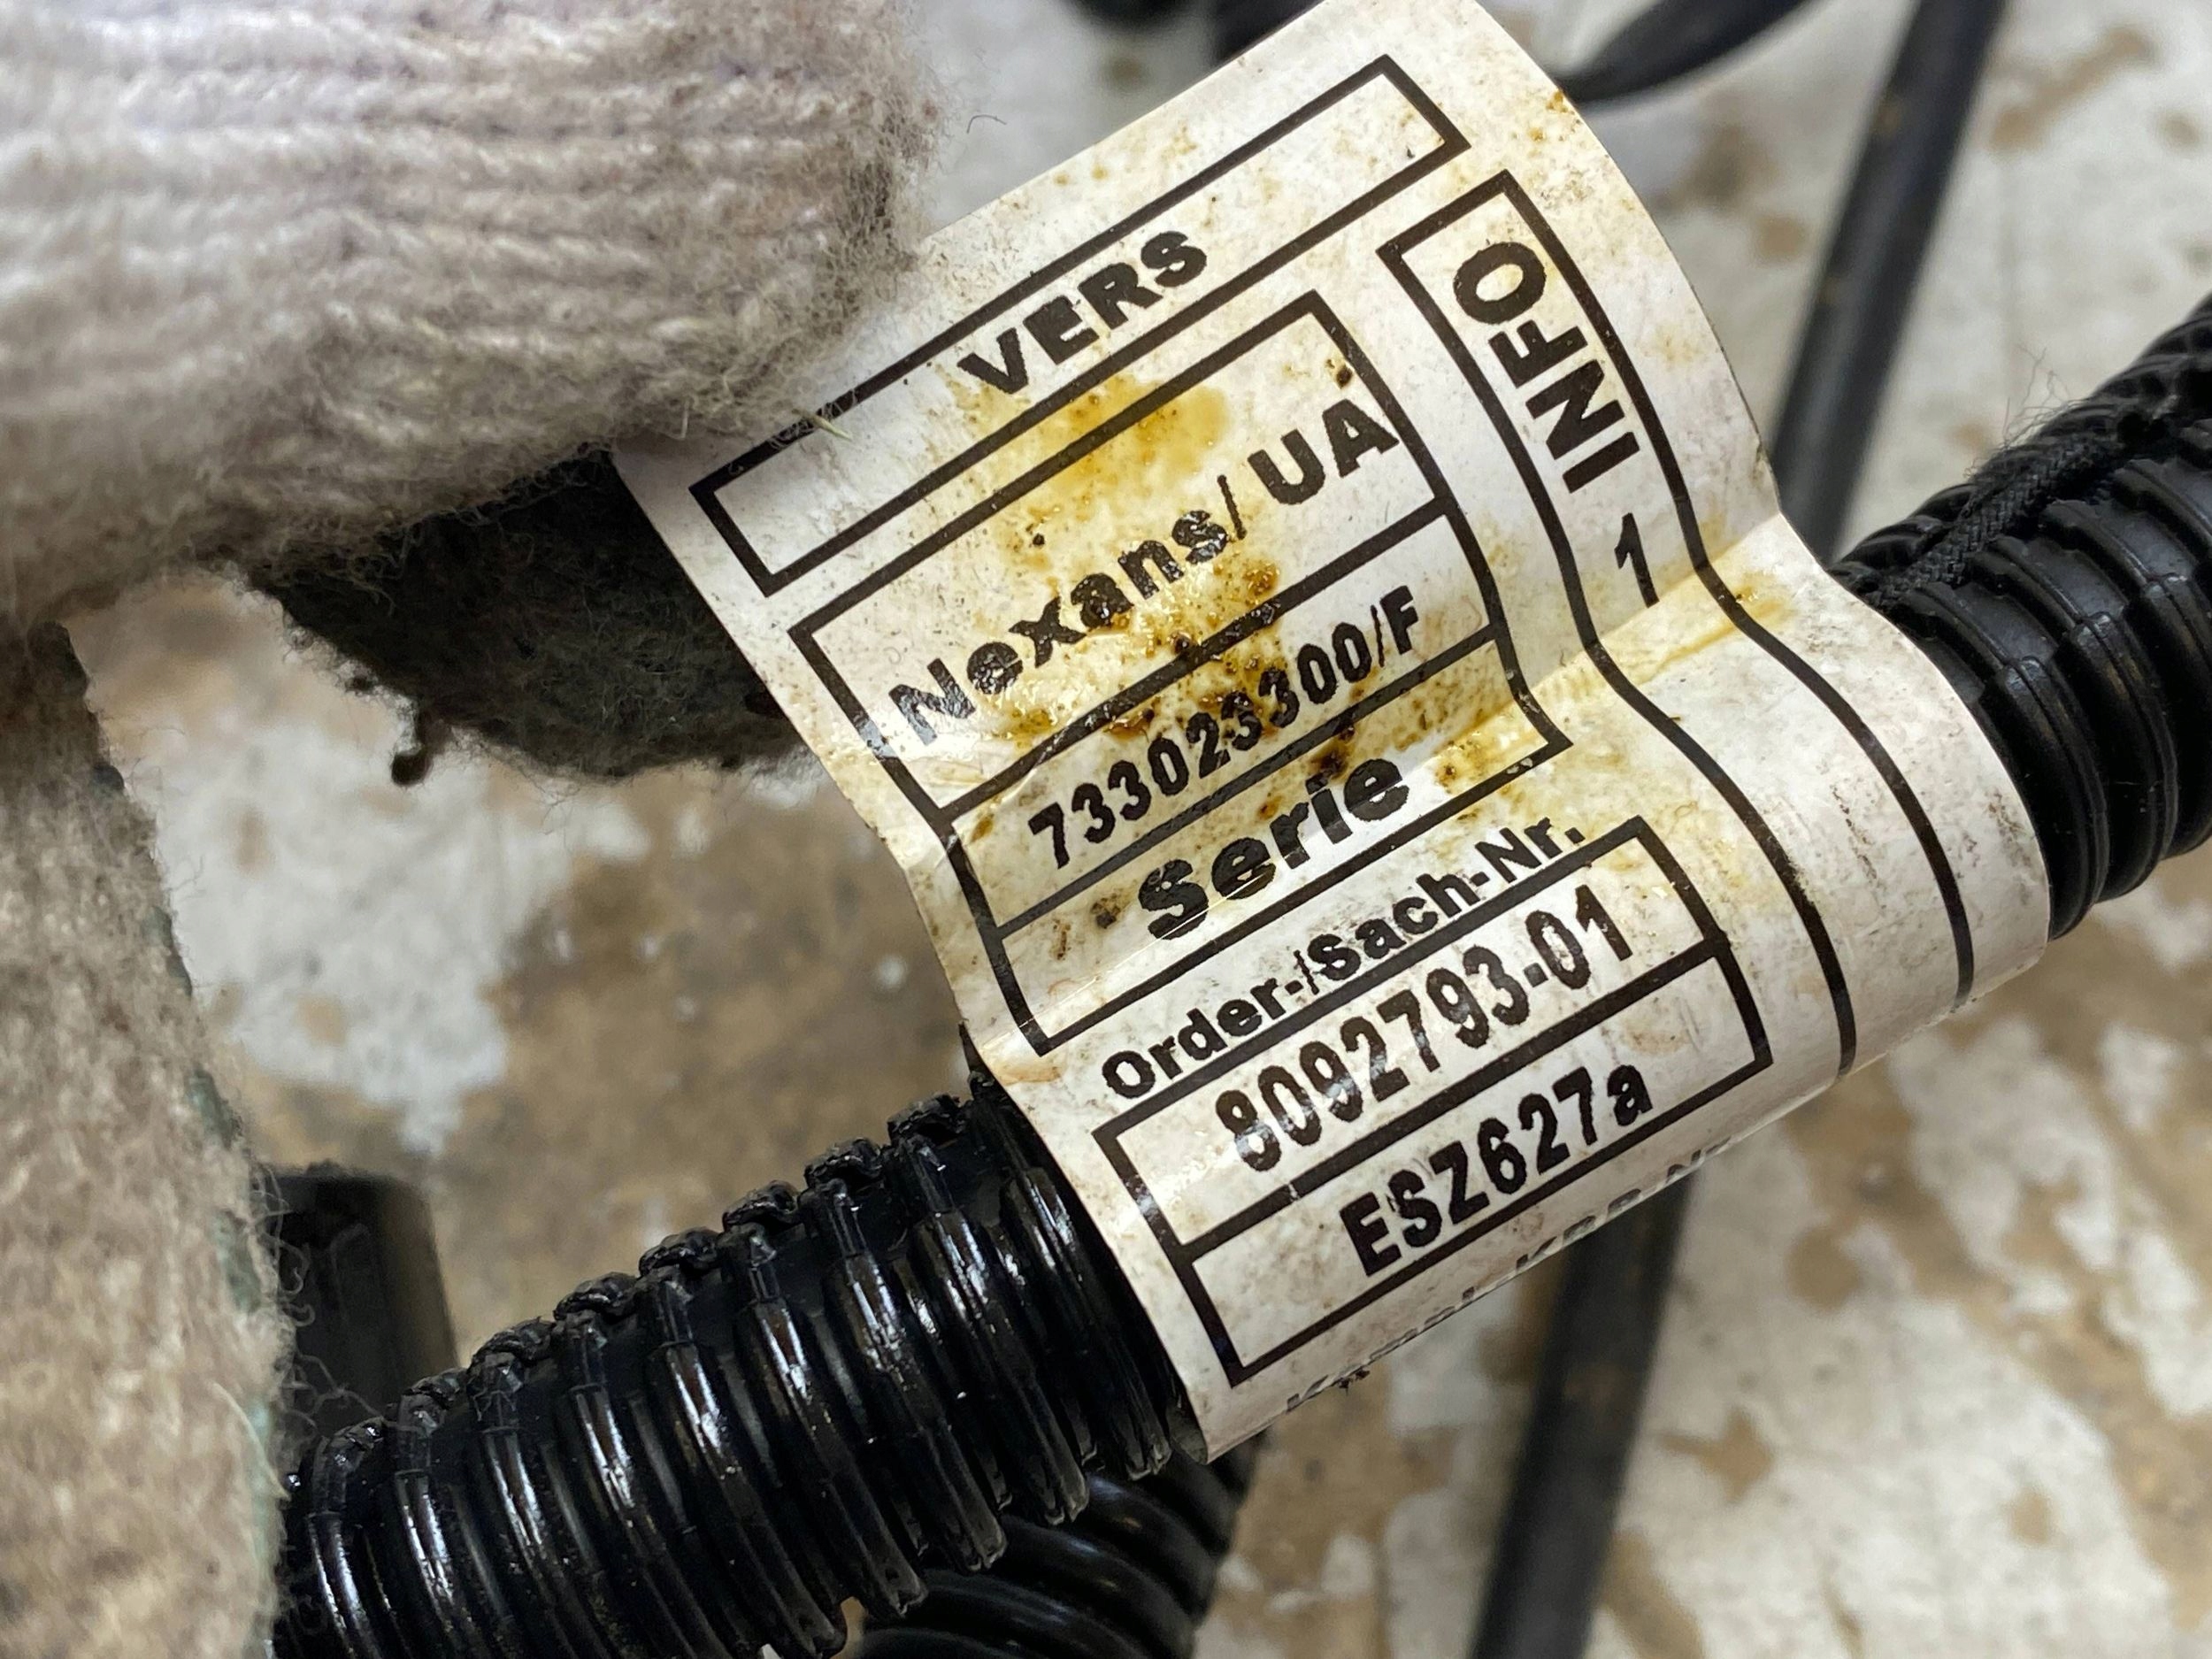 VERS
INFO 1
Nexans/ UA
733023300/F
Serie
Order-/Sach-Nr.
8092793-01
ESZ627a